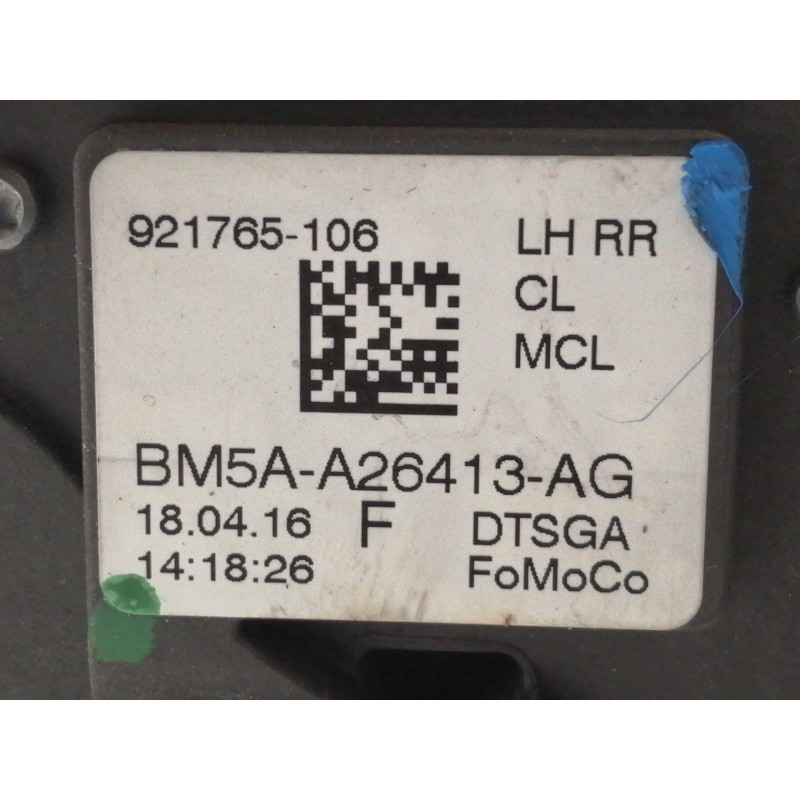 921765-106 LH RR
CL
MCL
BM5A-A26413-AG
18.04.16 F DTSGA
14:18:26 FoMoCo